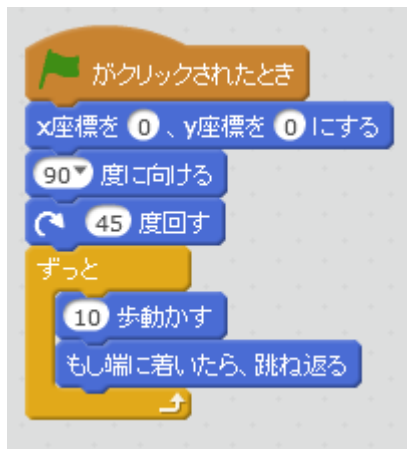 がクリックされたとき
x座標を 0 、y座標を 0 にする
90 度に向ける
45 度回す
ずっと
10 歩動かす
もし端に着いたら、跳ね返る